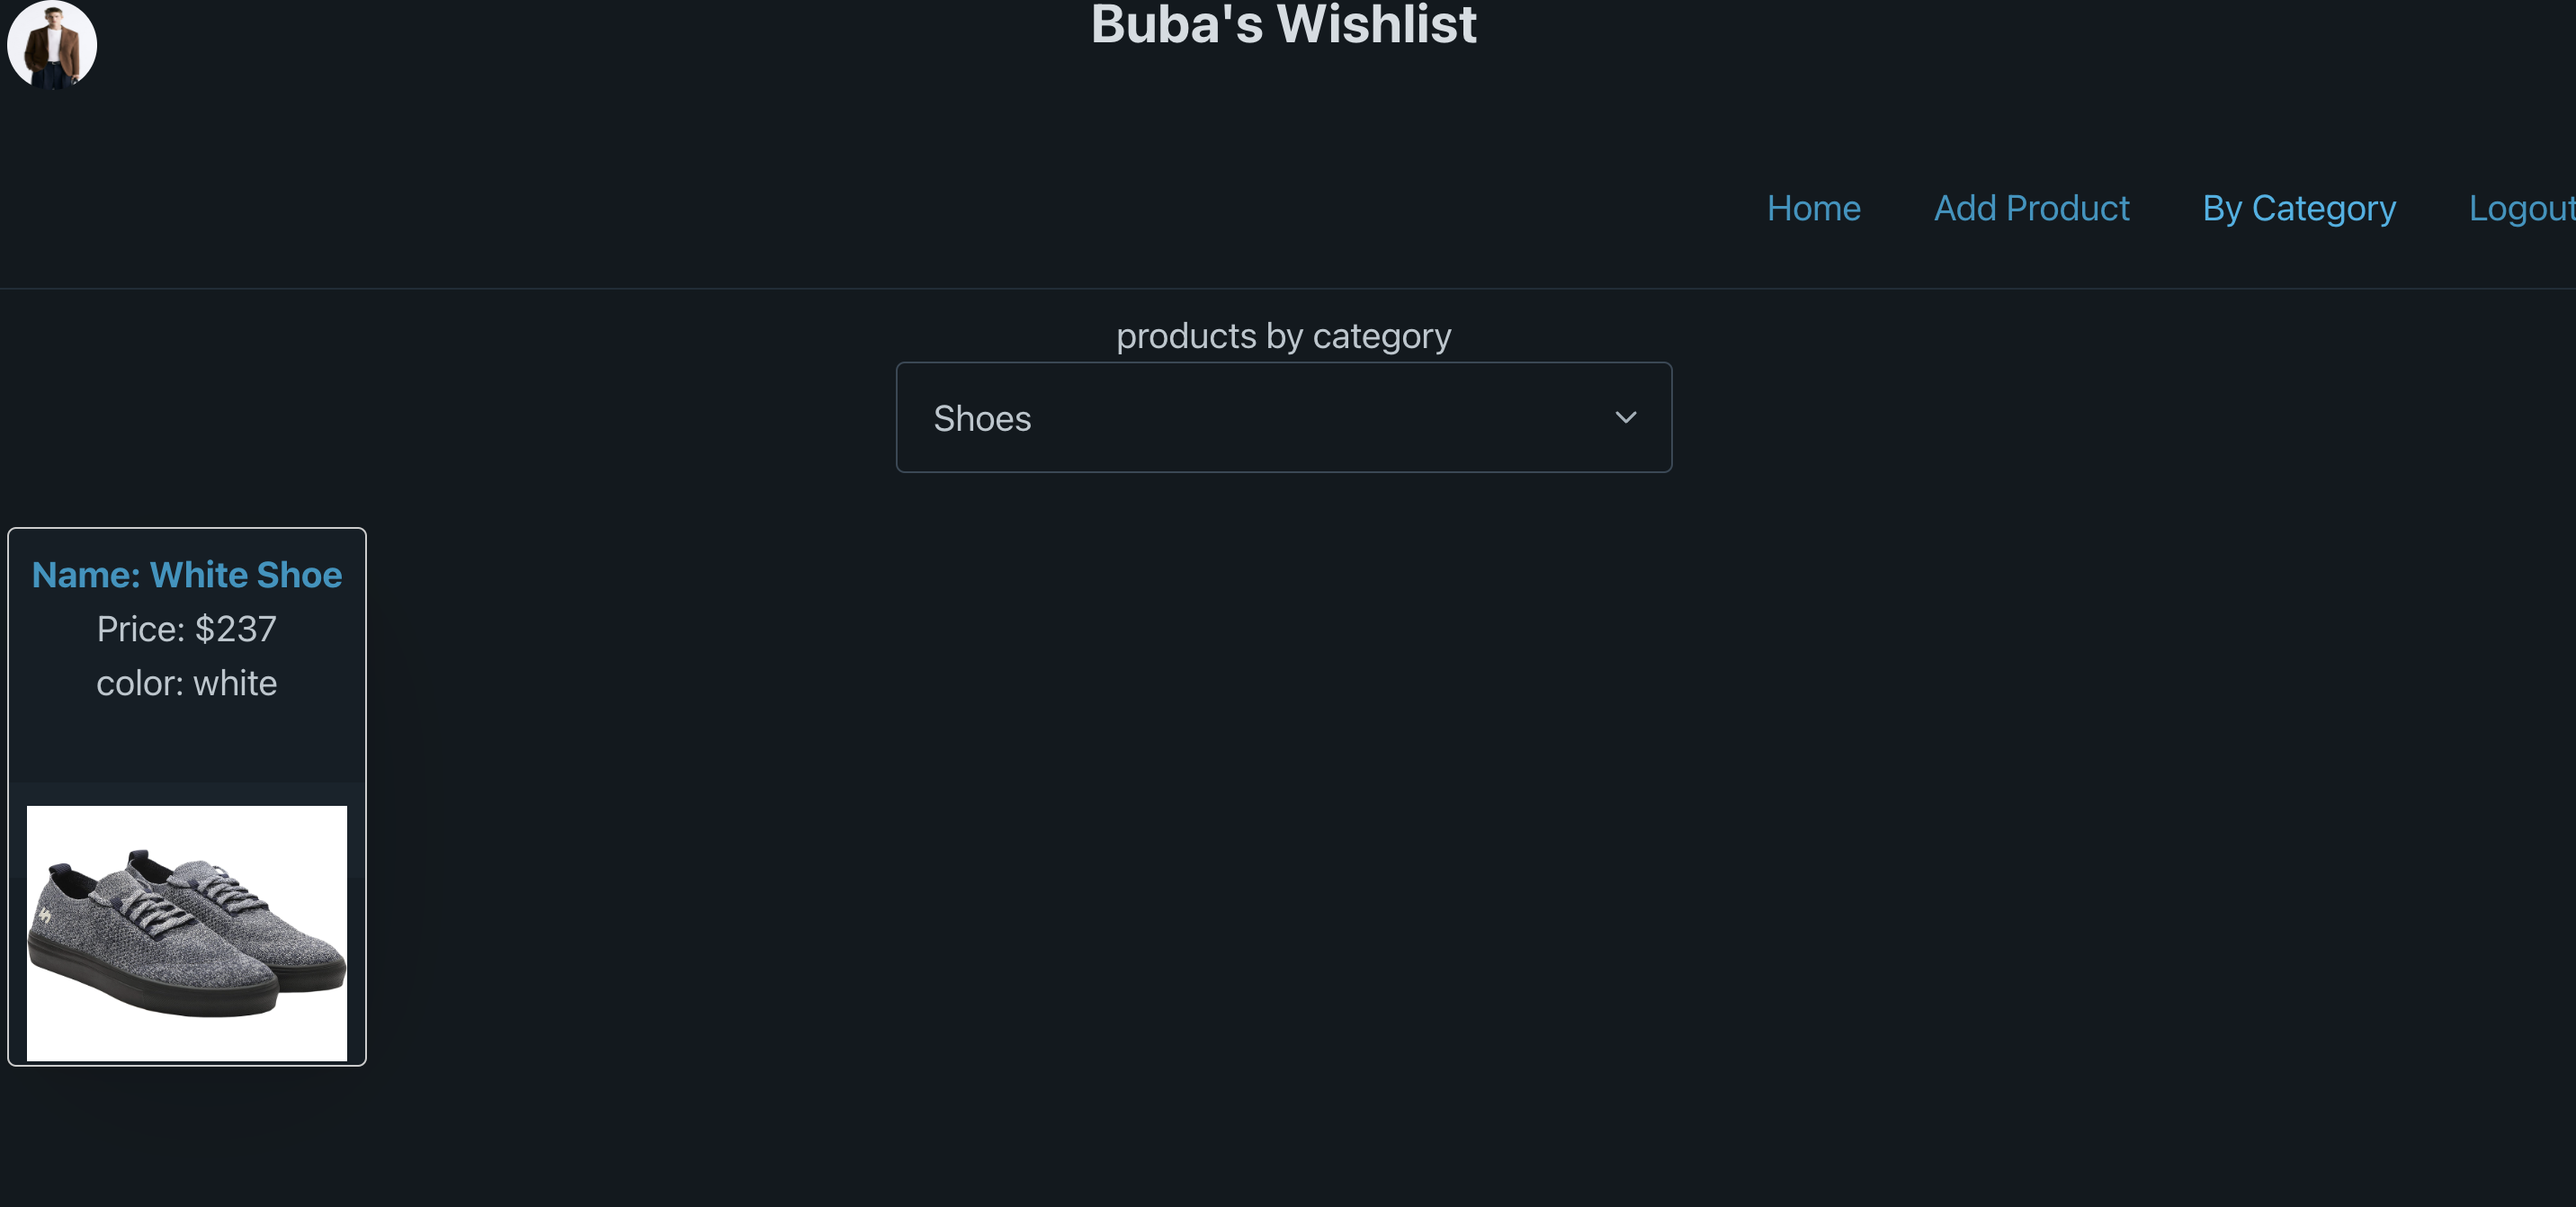 Buba's Wishlist
Home Add Product By Category Logout
products by category
Shoes
Name: White Shoe
Price: $237
color: white